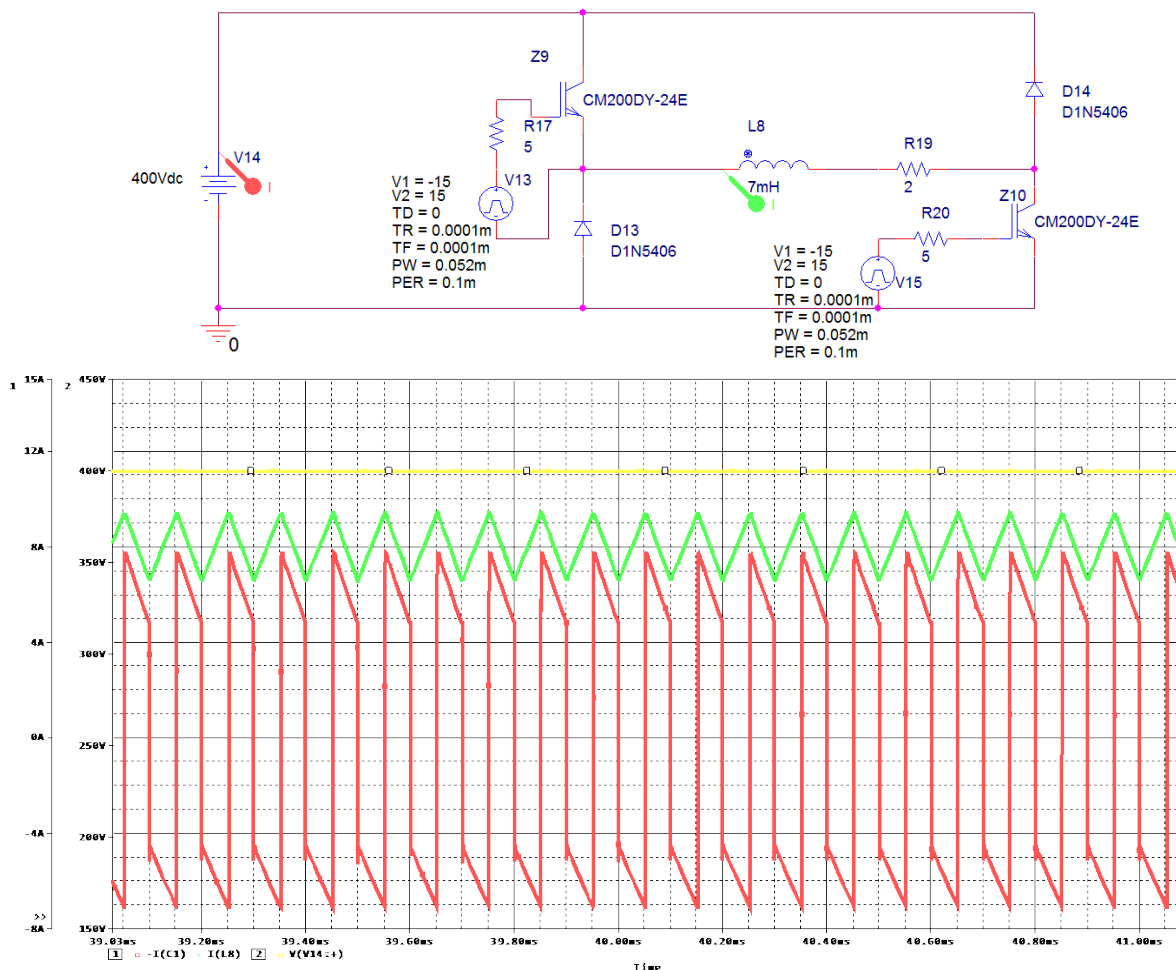 Z9
CM200DY-24E
R17
5
V14
400Vdc
V13
V1 = -15
V2 = 15
TD = 0
TR = 0.0001m
TF = 0.0001m
PW = 0.052m
PER = 0.1m
D13
D1N5406
L8
7mH
R19
2
D14
D1N5406
Z10
CM200DY-24E
R20
5
V15
V1 = -15
V2 = 15
TD = 0
TR = 0.0001m
TF = 0.0001m
PW = 0.052m
PER = 0.1m
I
I
0
1
15A
12A
8A
4A
0A
-4A
-8A
>>
2
450V
400V
350V
300V
250V
200V
150V
39.03ms
39.20ms
39.40ms
39.60ms
39.80ms
40.00ms
40.20ms
40.40ms
40.60ms
40.80ms
41.00ms
1 -I(C1) I(L8) 2 V(V14:+)
Time